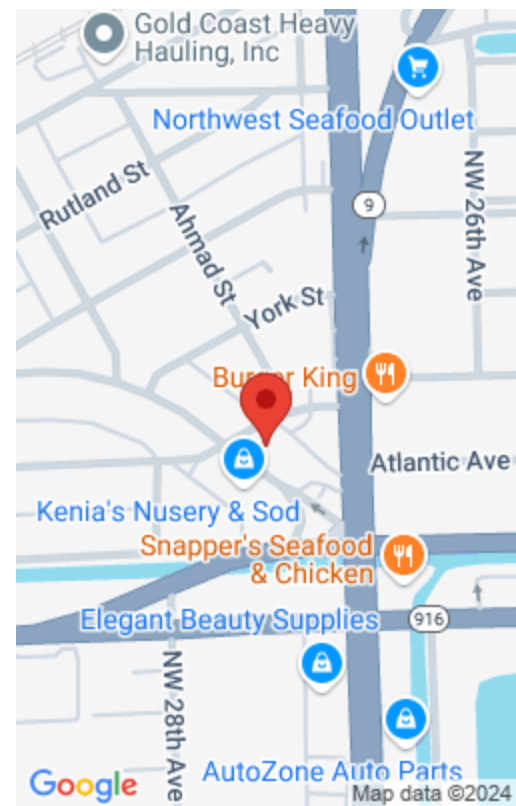 Gold Coast Heavy
Hauling, Inc
Northwest Seafood Outlet
Rutland St
NW 26th Ave
9
Ahmad St
York St
Burger King
Atlantic Ave
Kenia's Nusery & Sod
Snapper's Seafood
& Chicken
Elegant Beauty Supplies
916
NW 28th Ave
AutoZone Auto Parts
Google
Map data ©2024